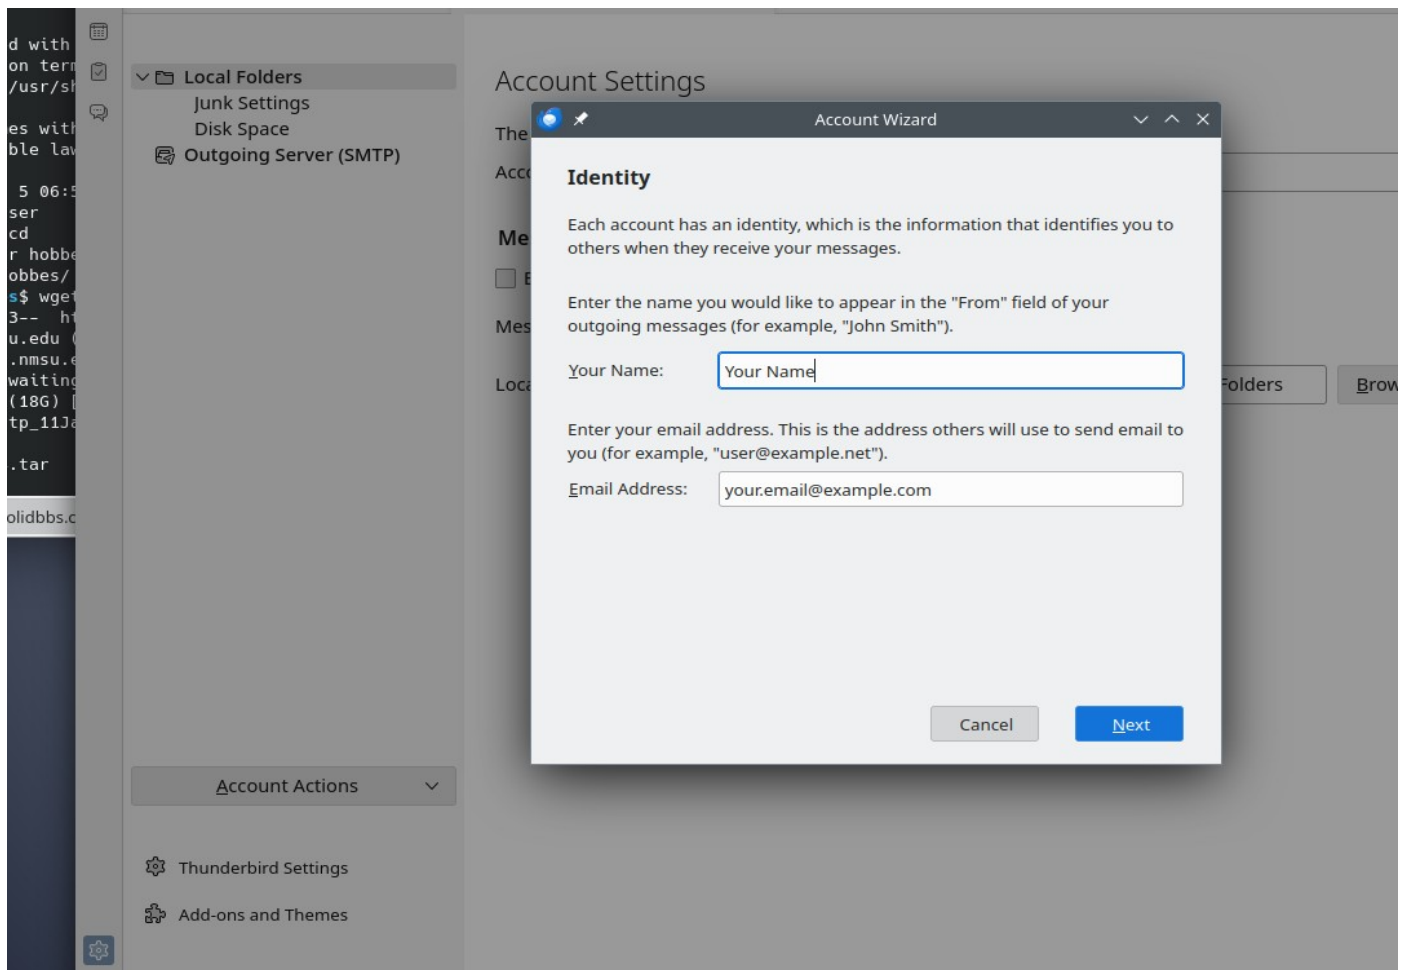 d with
on term
/usr/sh
es with
ble law
5 06:5
ser
cd
r hobbe
obbes/
s$ wget
3-- ht
u.edu (
.nmsu.e
waiting
(18G) [
tp_11Ja
.tar
olidbbs.c
Local Folders
Junk Settings
Disk Space
Outgoing Server (SMTP)
Account Actions
Thunderbird Settings
Add-ons and Themes
Account Settings
The
Acco
Me
E
Mes
Loca
Folders
Brow
Account Wizard
Identity
Each account has an identity, which is the information that identifies you to
others when they receive your messages.
Enter the name you would like to appear in the "From" field of your
outgoing messages (for example, "John Smith").
Your Name: Your Name
Enter your email address. This is the address others will use to send email to
you (for example, "user@example.net").
Email Address: your.email@example.com
Cancel Next